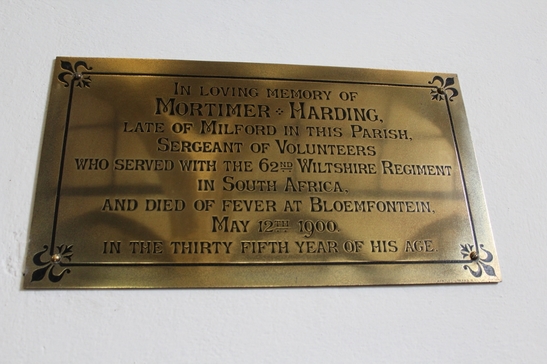 In loving memory of
Mortimer Harding,
late of Milford in this Parish,
Sergeant of Volunteers
who served with the 62nd Wiltshire Regiment
in South Africa,
and died of fever at Bloemfontein,
May 12th 1900.
in the thirty fifth year of his age.